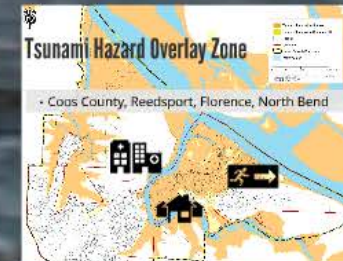 Tsunami Hazard Overlay Zone
• Coos County, Reedsport, Florence, North Bend